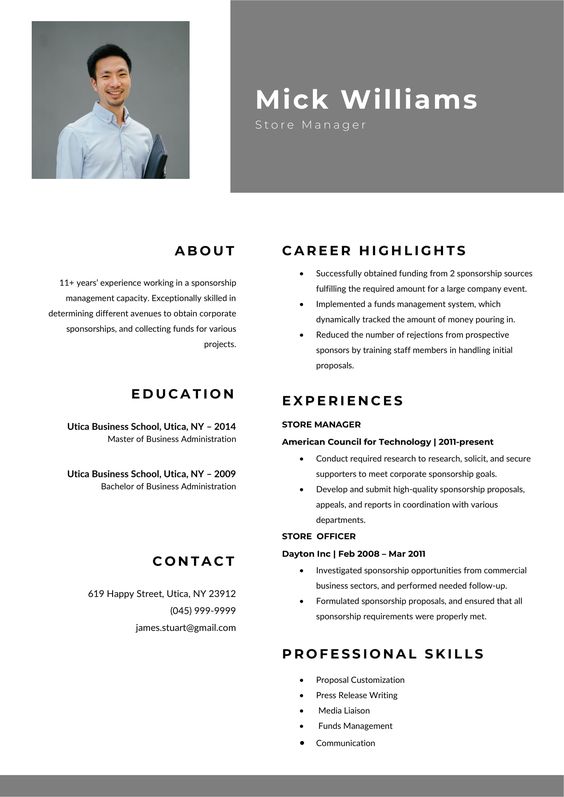 Mick Williams
Store Manager
ABOUT
11+ years' experience working in a sponsorship
management capacity. Exceptionally skilled in
determining different avenues to obtain corporate
sponsorships, and collecting funds for various
projects.
EDUCATION
Utica Business School, Utica, NY – 2014
Master of Business Administration
Utica Business School, Utica, NY – 2009
Bachelor of Business Administration
CONTACT
619 Happy Street, Utica, NY 23912
(045) 999-9999
james.stuart@gmail.com
CAREER HIGHLIGHTS
• Successfully obtained funding from 2 sponsorship sources
fulfilling the required amount for a large company event.
• Implemented a funds management system, which
dynamically tracked the amount of money pouring in.
• Reduced the number of rejections from prospective
sponsors by training staff members in handling initial
proposals.
EXPERIENCES
STORE MANAGER
American Council for Technology | 2011-present
• Conduct required research to research, solicit, and secure
supporters to meet corporate sponsorship goals.
• Develop and submit high-quality sponsorship proposals,
appeals, and reports in coordination with various
departments.
STORE OFFICER
Dayton Inc | Feb 2008 – Mar 2011
• Investigated sponsorship opportunities from commercial
business sectors, and performed needed follow-up.
• Formulated sponsorship proposals, and ensured that all
sponsorship requirements were properly met.
PROFESSIONAL SKILLS
• Proposal Customization
• Press Release Writing
• Media Liaison
• Funds Management
• Communication